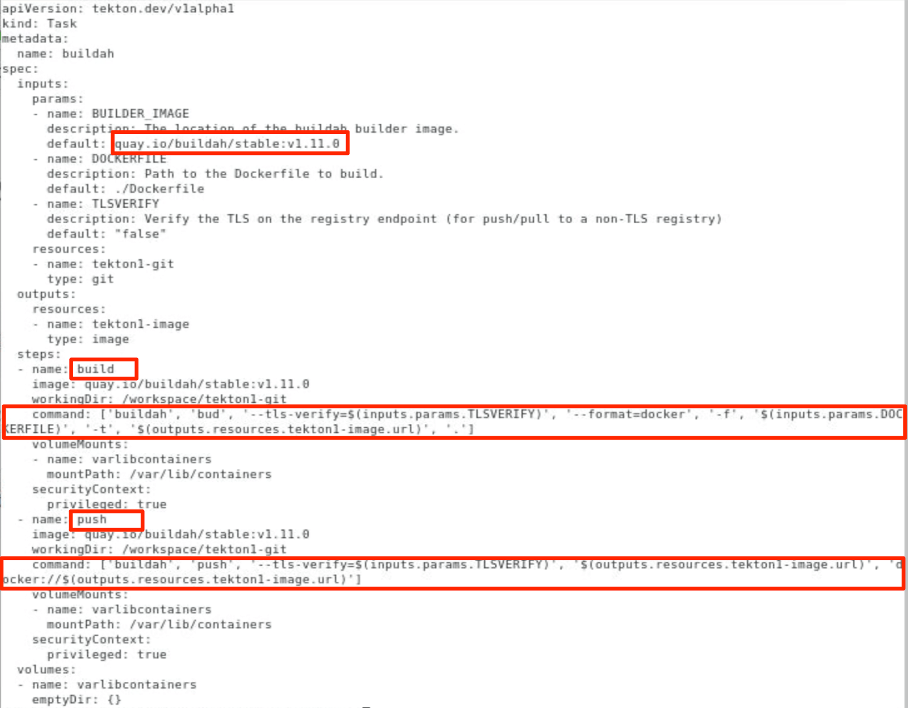 apiVersion: tekton.dev/v1alpha1
kind: Task
metadata:
  name: buildah
spec:
  inputs:
    params:
    - name: BUILDER_IMAGE
      description: The location of the buildah builder image.
      default: quay.io/buildah/stable:v1.11.0
    - name: DOCKERFILE
      description: Path to the Dockerfile to build.
      default: ./Dockerfile
    - name: TLSVERIFY
      description: Verify the TLS on the registry endpoint (for push/pull to a non-TLS registry)
      default: "false"
    resources:
    - name: tekton1-git
      type: git
  outputs:
    resources:
    - name: tekton1-image
      type: image
  steps:
  - name: build
    image: quay.io/buildah/stable:v1.11.0
    workingDir: /workspace/tekton1-git
    command: ['buildah', 'bud', '--tls-verify=$(inputs.params.TLSVERIFY)', '--format=docker', '-f', '$(inputs.params.DOC
KERFILE)', '-t', '$(outputs.resources.tekton1-image.url)', '.']
    volumeMounts:
    - name: varlibcontainers
      mountPath: /var/lib/containers
    securityContext:
      privileged: true
  - name: push
    image: quay.io/buildah/stable:v1.11.0
    workingDir: /workspace/tekton1-git
    command: ['buildah', 'push', '--tls-verify=$(inputs.params.TLSVERIFY)', '$(outputs.resources.tekton1-image.url)', 'd
ocker://$(outputs.resources.tekton1-image.url)']
    volumeMounts:
    - name: varlibcontainers
      mountPath: /var/lib/containers
    securityContext:
      privileged: true
  volumes:
  - name: varlibcontainers
    emptyDir: {}